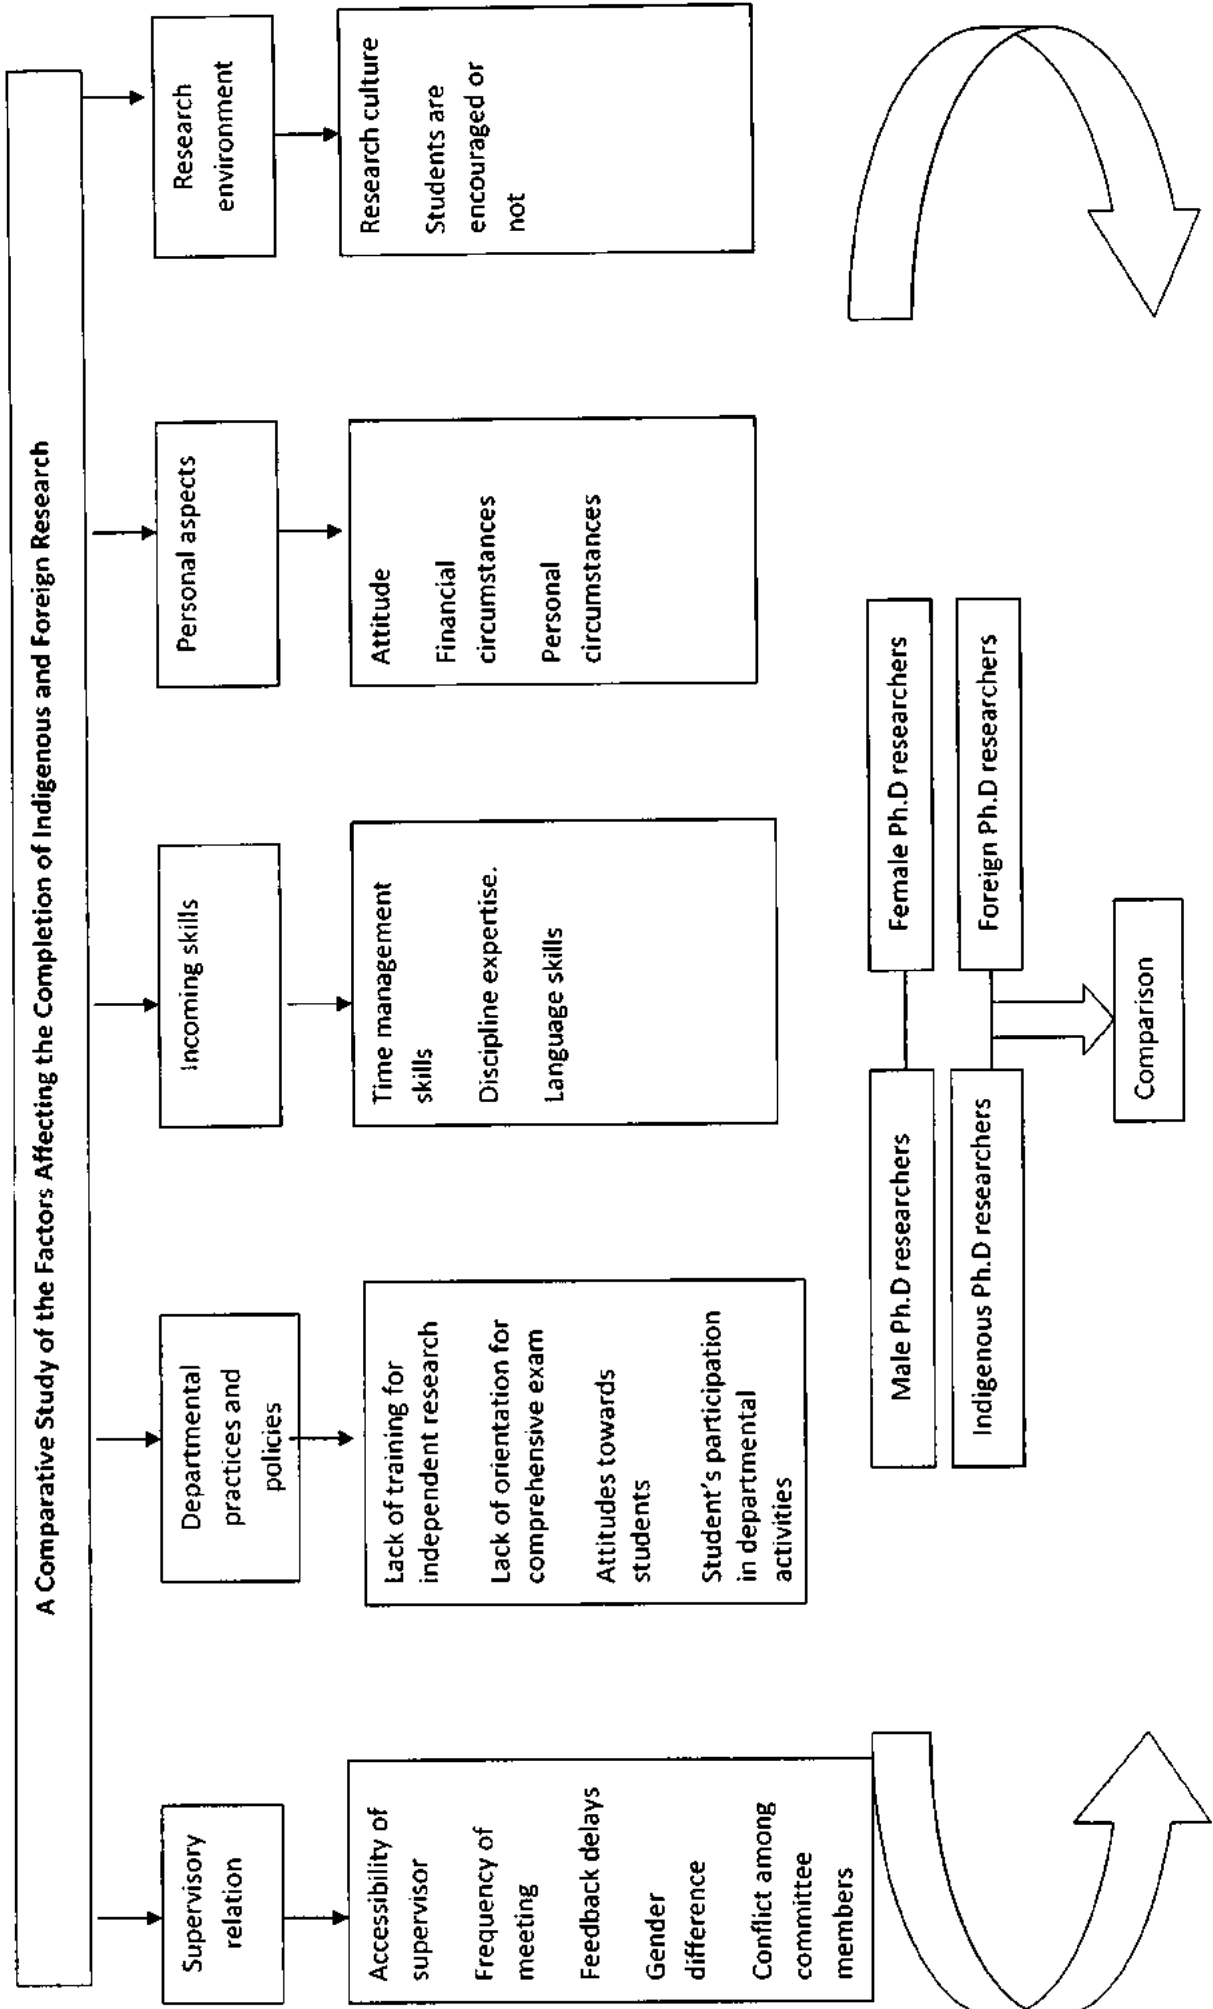 A Comparative Study of the Factors Affecting the Completion of Indigenous and Foreign Research
Supervisory
relation
Departmental
practices and
policies
Incoming skills
Personal aspects
Research
environment
Accessibility of
supervisor
Frequency of
meeting
Feedback delays
Gender
difference
Conflict among
committee
members
Lack of training for
independent research
Lack of orientation for
comprehensive exam
Attitudes towards
students
Student's participation
in departmental
activities
Time management
skills
Discipline expertise.
Language skills
Attitude
Financial
circumstances
Personal
circumstances
Research culture
Students are
encouraged or
not
Male Ph.D researchers
Female Ph.D researchers
Indigenous Ph.D researchers
Foreign Ph.D researchers
Comparison